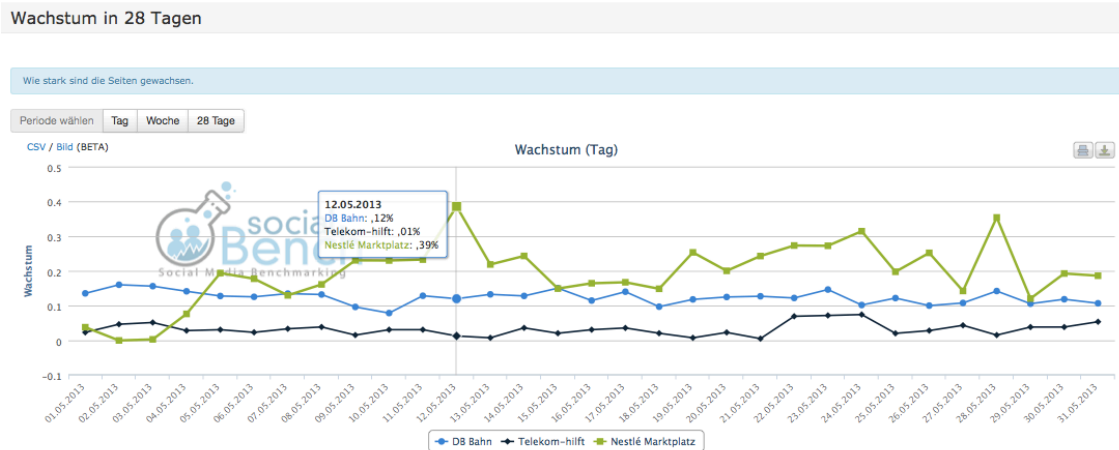 Wachstum in 28 Tagen
Wie stark sind die Seiten gewachsen.
Periode wählen Tag Woche 28 Tage
CSV / Bild (BETA)
Wachstum (Tag)
0.5
0.4
0.3
0.2
0.1
0
-0.1
Wachstum
socia
Benc
Social Media Benchmarking
12.05.2013
DB Bahn: ,12%
Telekom-hilft: ,01%
Nestlé Marktplatz: ,39%
01.05.2013 02.05.2013 03.05.2013 04.05.2013 05.05.2013 06.05.2013 07.05.2013 08.05.2013 09.05.2013 10.05.2013 11.05.2013 12.05.2013 13.05.2013 14.05.2013 15.05.2013 16.05.2013 17.05.2013 18.05.2013 19.05.2013 20.05.2013 21.05.2013 22.05.2013 23.05.2013 24.05.2013 25.05.2013 26.05.2013 27.05.2013 28.05.2013 29.05.2013 30.05.2013 31.05.2013
DB Bahn Telekom-hilft Nestlé Marktplatz